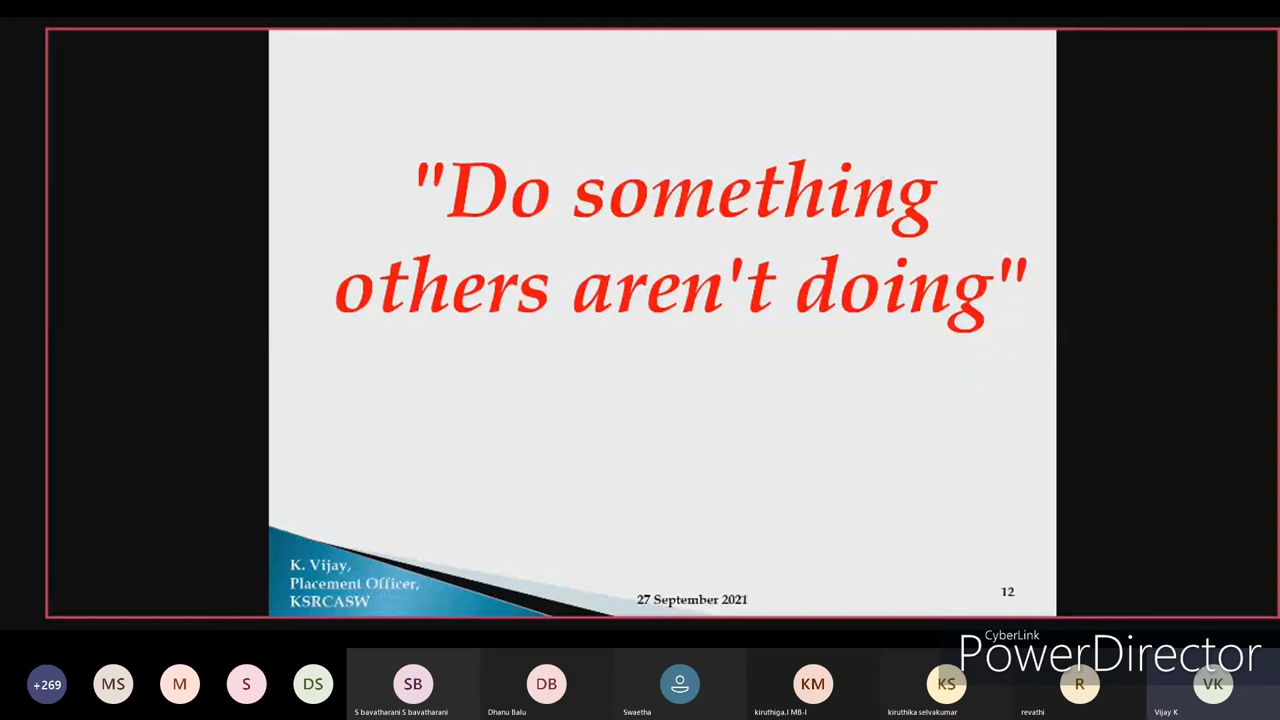 "Do something
others aren't doing"
K. Vijay,
Placement Officer,
KSRCASW
27 September 2021
12
CyberLink
PowerDirector
+269
MS
M
S
DS
SB
DB
KM
KS
R
VK
S bavatharani S bavatharani
Dhanu Balu
Swaetha
kiruthiga.I MB-I
kiruthika selvakumar
revathi
Vijay K